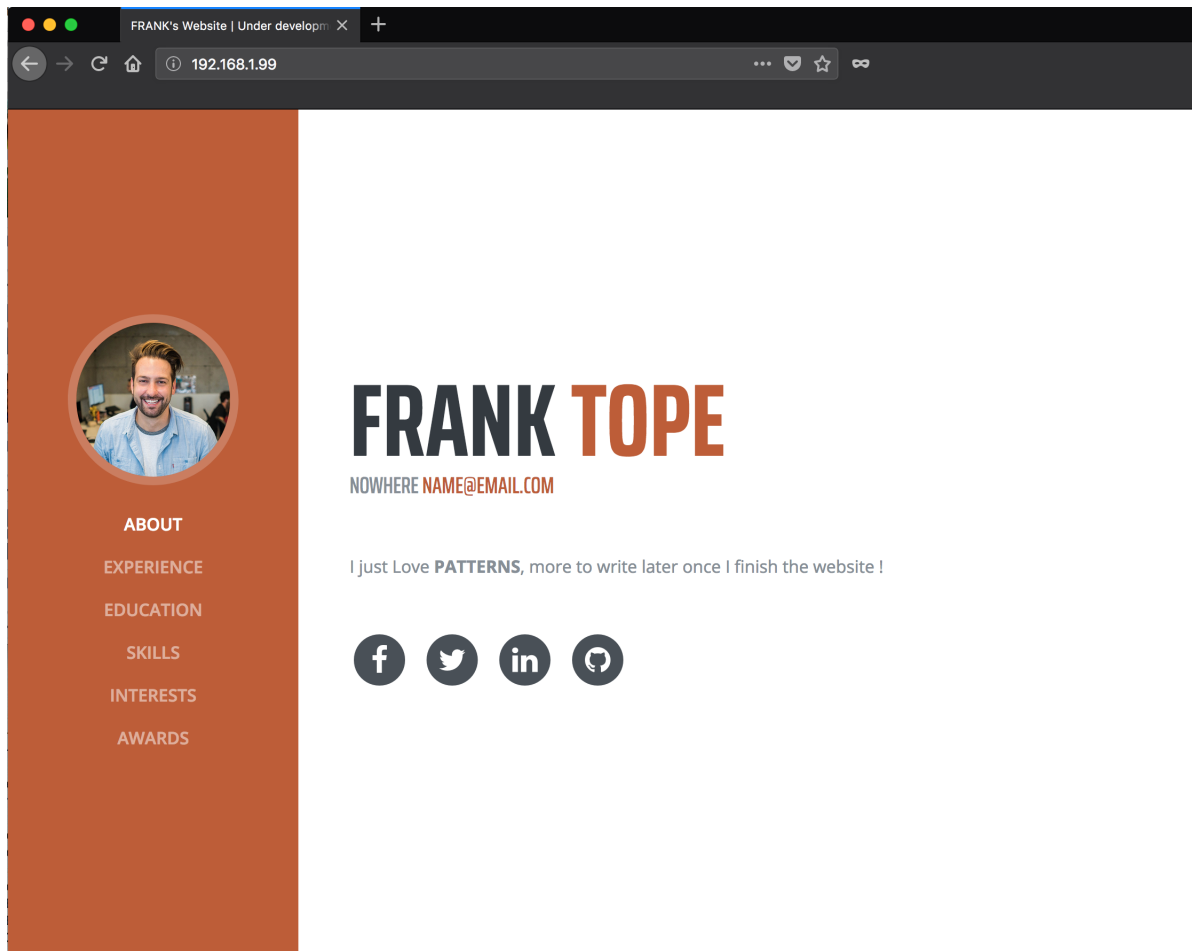 FRANK's Website | Under developm
192.168.1.99
ABOUT
EXPERIENCE
EDUCATION
SKILLS
INTERESTS
AWARDS
FRANK TOPE
NOWHERE NAME@EMAIL.COM
I just Love PATTERNS, more to write later once I finish the website !